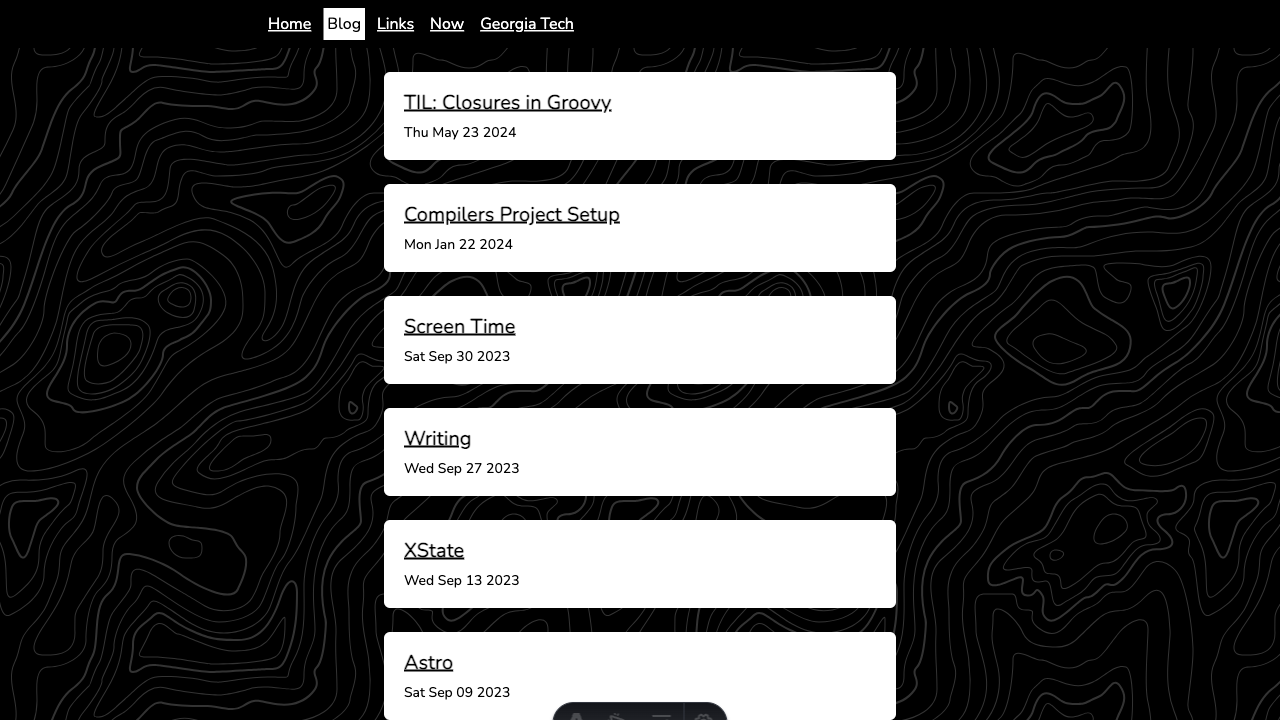 Home Blog Links Now Georgia Tech
TIL: Closures in Groovy
Thu May 23 2024
Compilers Project Setup
Mon Jan 22 2024
Screen Time
Sat Sep 30 2023
Writing
Wed Sep 27 2023
XState
Wed Sep 13 2023
Astro
Sat Sep 09 2023